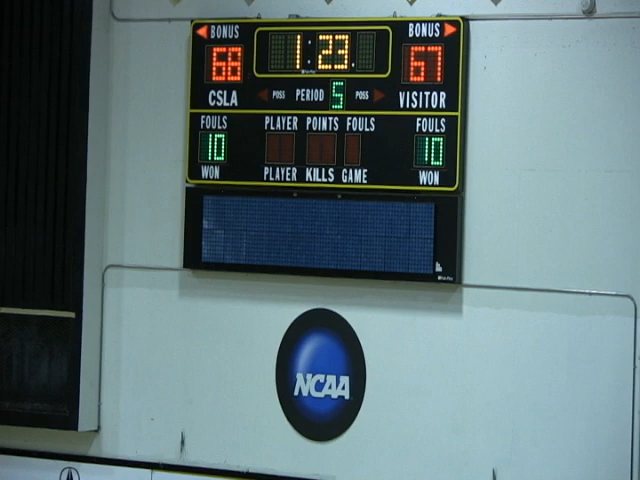 BONUS BONUS
68 1:23 67
CSLA POSS PERIOD 5 POSS VISITOR
FOULS PLAYER POINTS FOULS FOULS
10 10
WON PLAYER KILLS GAME WON
NCAA